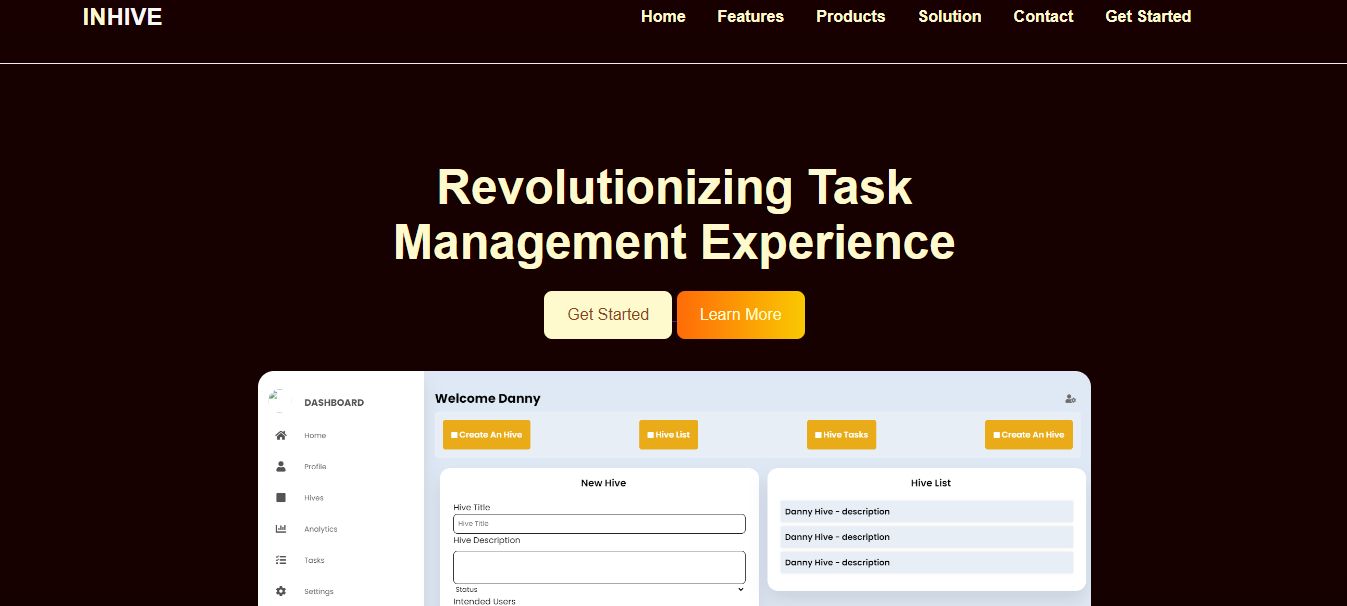 INHIVE
Home Features Products Solution Contact Get Started
Revolutionizing Task
Management Experience
Get Started Learn More
DASHBOARD
Home
Profile
Hives
Analytics
Tasks
Settings
Welcome Danny
Create An Hive Hive List Hive Tasks Create An Hive
New Hive
Hive Title
Hive Title
Hive Description
Status
Intended Users
Hive List
Danny Hive - description
Danny Hive - description
Danny Hive - description